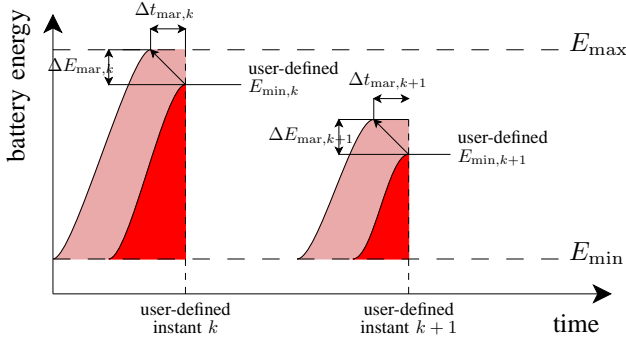 Δt_mar,k
E_max
ΔE_mar,k
user-defined
E_min,k
Δt_mar,k+1
ΔE_mar,k+1
user-defined
E_min,k+1
battery energy
E_min
user-defined
instant k
user-defined
instant k + 1
time